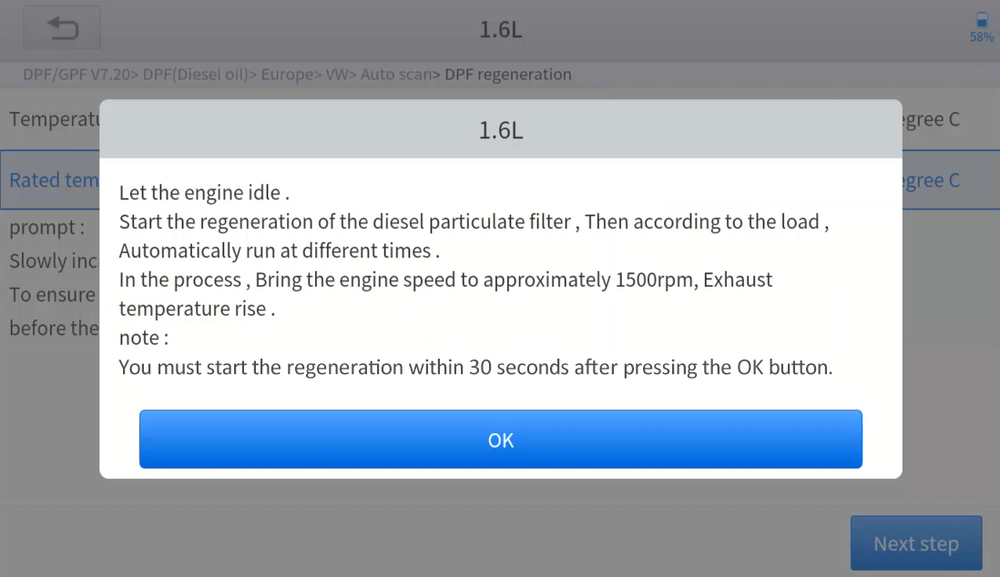 1.6L
58%
DPF/GPF V7.20> DPF(Diesel oil)> Europe> VW> Auto scan> DPF regeneration
egree C
1.6L
Rated tem
egree C
Let the engine idle .
prompt :
Start the regeneration of the diesel particulate filter , Then according to the load ,
Automatically run at different times .
Slowly inc
In the process , Bring the engine speed to approximately 1500rpm, Exhaust
To ensure
temperature rise .
before the
note :
You must start the regeneration within 30 seconds after pressing the OK button.
OK
Next step